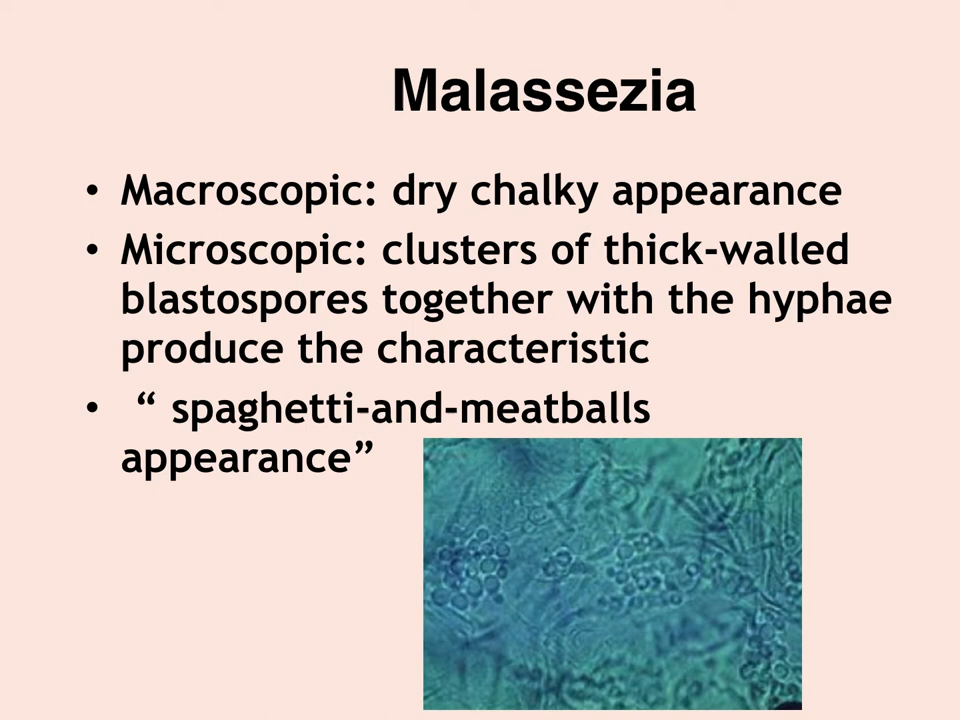 Malassezia
• Macroscopic: dry chalky appearance
• Microscopic: clusters of thick-walled
blastospores together with the hyphae
produce the characteristic
• “ spaghetti-and-meatballs
appearance”